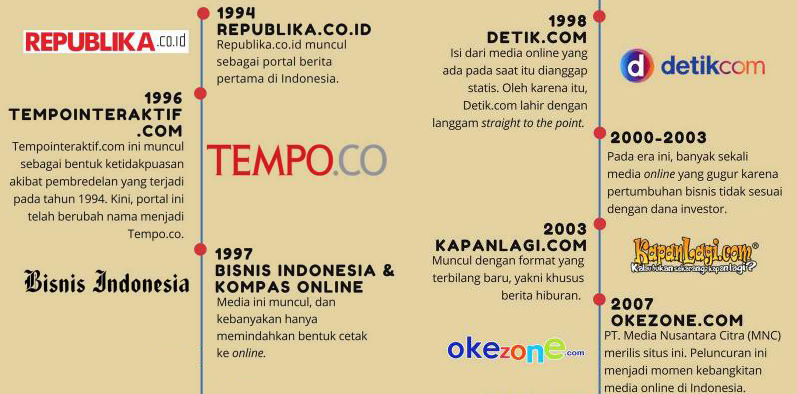 REPUBLIKA.co.id
1994
REPUBLIKA.CO.ID
Republika.co.id muncul
sebagai portal berita
pertama di Indonesia.
1996
TEMPOINTERAKTIF
.COM
Tempointeraktif.com ini muncul
sebagai bentuk ketidakpuasan
akibat pembredelan yang terjadi
pada tahun 1994. Kini, portal ini
telah berubah nama menjadi
Tempo.co.
TEMPO.CO
1997
BISNIS INDONESIA &
KOMPAS ONLINE
Media ini muncul, dan
kebanyakan hanya
memindahkan bentuk cetak
ke online.
Bisnis Indonesia
1998
DETIK.COM
Isi dari media online yang
ada pada saat itu dianggap
statis. Oleh karena itu,
Detik.com lahir dengan
langgam straight to the point.
d detikcom
2000-2003
Pada era ini, banyak sekali
media online yang gugur karena
pertumbuhan bisnis tidak sesuai
dengan dana investor.
2003
KAPANLAGI.COM
Muncul dengan format yang
terbilang baru, yakni khusus
berita hiburan.
KapanLagi.com®
Kalau bukan sekarang, kapan lagi?
2007
OKEZONE.COM
PT. Media Nusantara Citra (MNC)
merilis situs ini. Peluncuran ini
menjadi momen kebangkitan
media online di Indonesia.
okezone.com